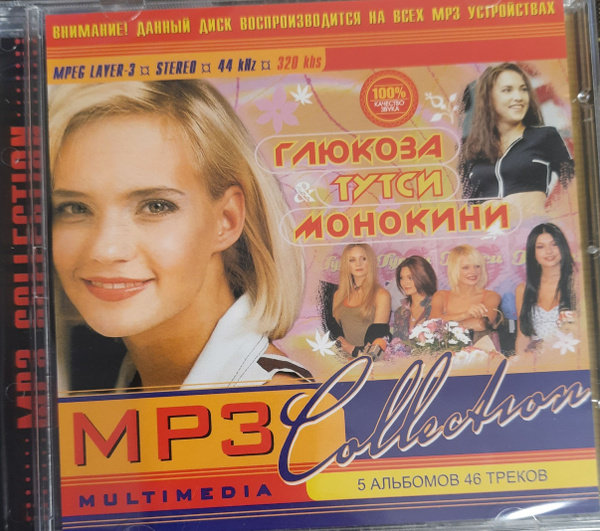 ВНИМАНИЕ! ДАННЫЙ ДИСК ВОСПРОИЗВОДИТСЯ НА ВСЕХ MP3 УСТРОЙСТВАХ
MPEG LAYER-3 ¤ STEREO ¤ 44 kHz ¤ 320 kbs
100%
КАЧЕСТВО
ЗВУКА
ГЛЮКОЗА
& ТУТСИ
МОНОКИНИ
MP3 COLLECTION
MP3 Collection
MULTIMEDIA
5 АЛЬБОМОВ 46 ТРЕКОВ